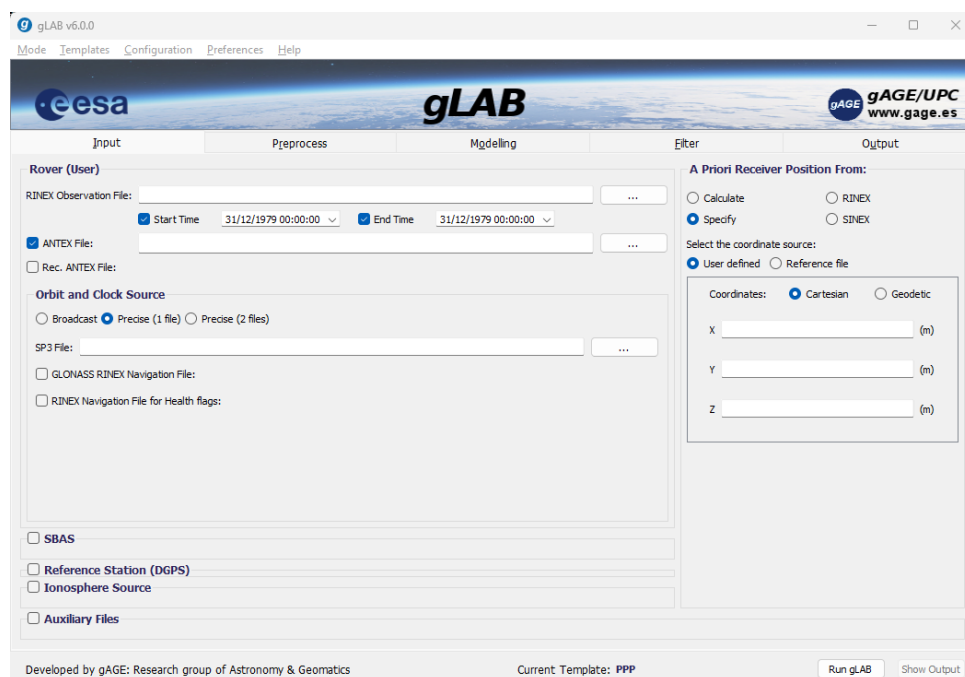 gLAB v6.0.0
Mode Templates Configuration Preferences Help
esa gLAB gAGE gAGE/UPC
www.gage.es
Input Preprocess Modelling Filter Output
Rover (User)
RINEX Observation File: ...
Start Time 31/12/1979 00:00:00 End Time 31/12/1979 00:00:00
ANTEX File: ...
Rec. ANTEX File:
Orbit and Clock Source
Broadcast Precise (1 file) Precise (2 files)
SP3 File: ...
GLONASS RINEX Navigation File:
RINEX Navigation File for Health flags:
SBAS
Reference Station (DGPS)
Ionosphere Source
Auxiliary Files
A Priori Receiver Position From:
Calculate RINEX
Specify SINEX
Select the coordinate source:
User defined Reference file
Coordinates: Cartesian Geodetic
X (m)
Y (m)
Z (m)
Developed by gAGE: Research group of Astronomy & Geomatics Current Template: PPP Run gLAB Show Output